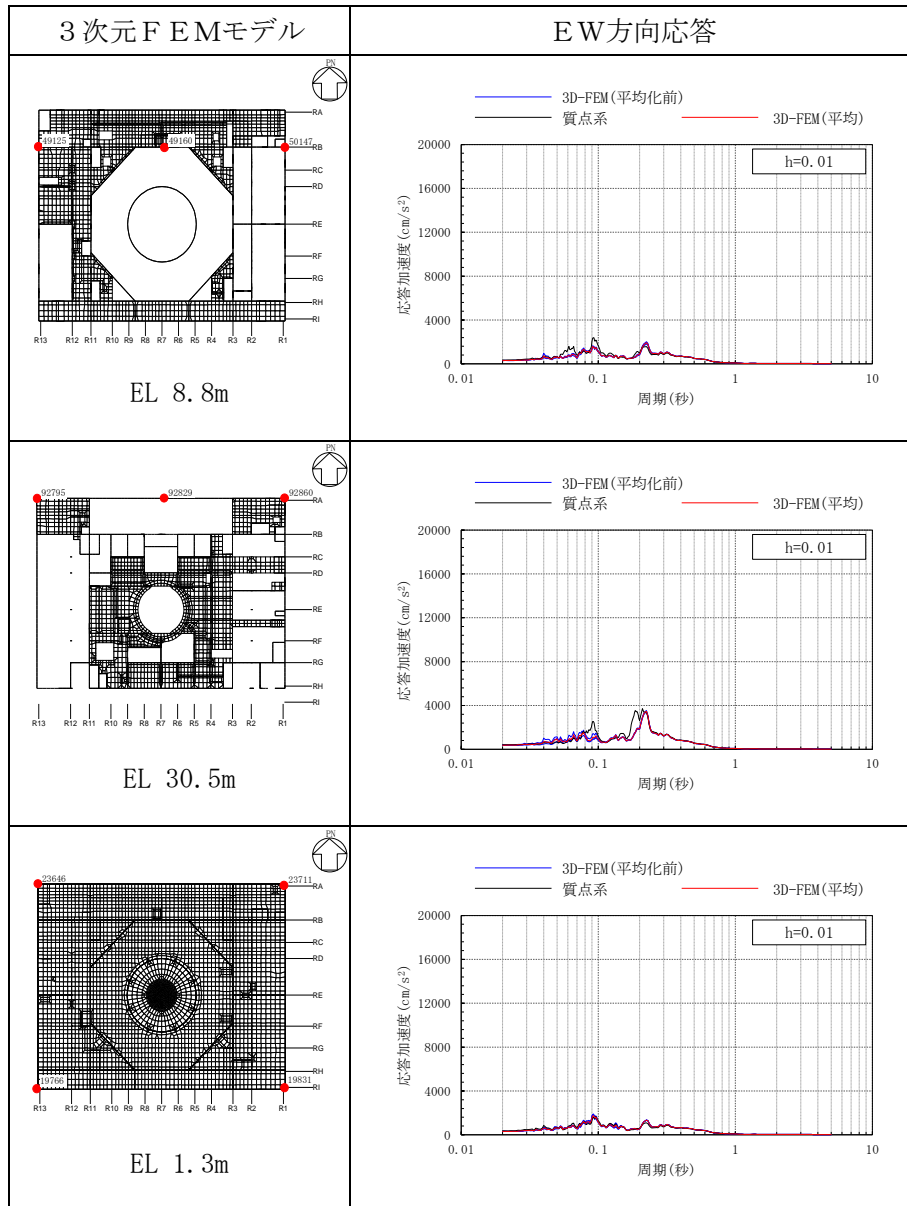 3次元FEMモデル
EW方向応答
PN
RA
49125
49160
50147
RB
RC
RD
RE
RF
RG
RH
RI
R13 R12 R11 R10 R9 R8 R7 R6 R5 R4 R3 R2 R1
EL 8.8m
3D-FEM(平均化前)
質点系 3D-FEM(平均)
h=0.01
応答加速度(cm/s²)
20000
16000
12000
8000
4000
0
0.01 0.1 1 10
周期(秒)
PN
92795 92829 92860
RA
RB
RC
RD
RE
RF
RG
RH
RI
R13 R12 R11 R10 R9 R8 R7 R6 R5 R4 R3 R2 R1
EL 30.5m
3D-FEM(平均化前)
質点系 3D-FEM(平均)
h=0.01
応答加速度(cm/s²)
20000
16000
12000
8000
4000
0
0.01 0.1 1 10
周期(秒)
PN
23646 23711
RA
RB
RC
RD
RE
RF
RG
RH
19766 19831
RI
R13 R12 R11 R10 R9 R8 R7 R6 R5 R4 R3 R2 R1
EL 1.3m
3D-FEM(平均化前)
質点系 3D-FEM(平均)
h=0.01
応答加速度(cm/s²)
20000
16000
12000
8000
4000
0
0.01 0.1 1 10
周期(秒)